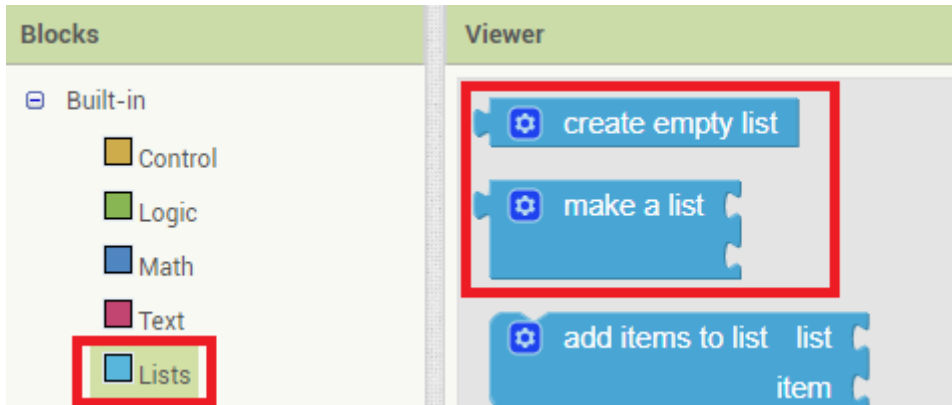 Blocks
Viewer
Built-in
Control
Logic
Math
Text
Lists
create empty list
make a list
add items to list list
item